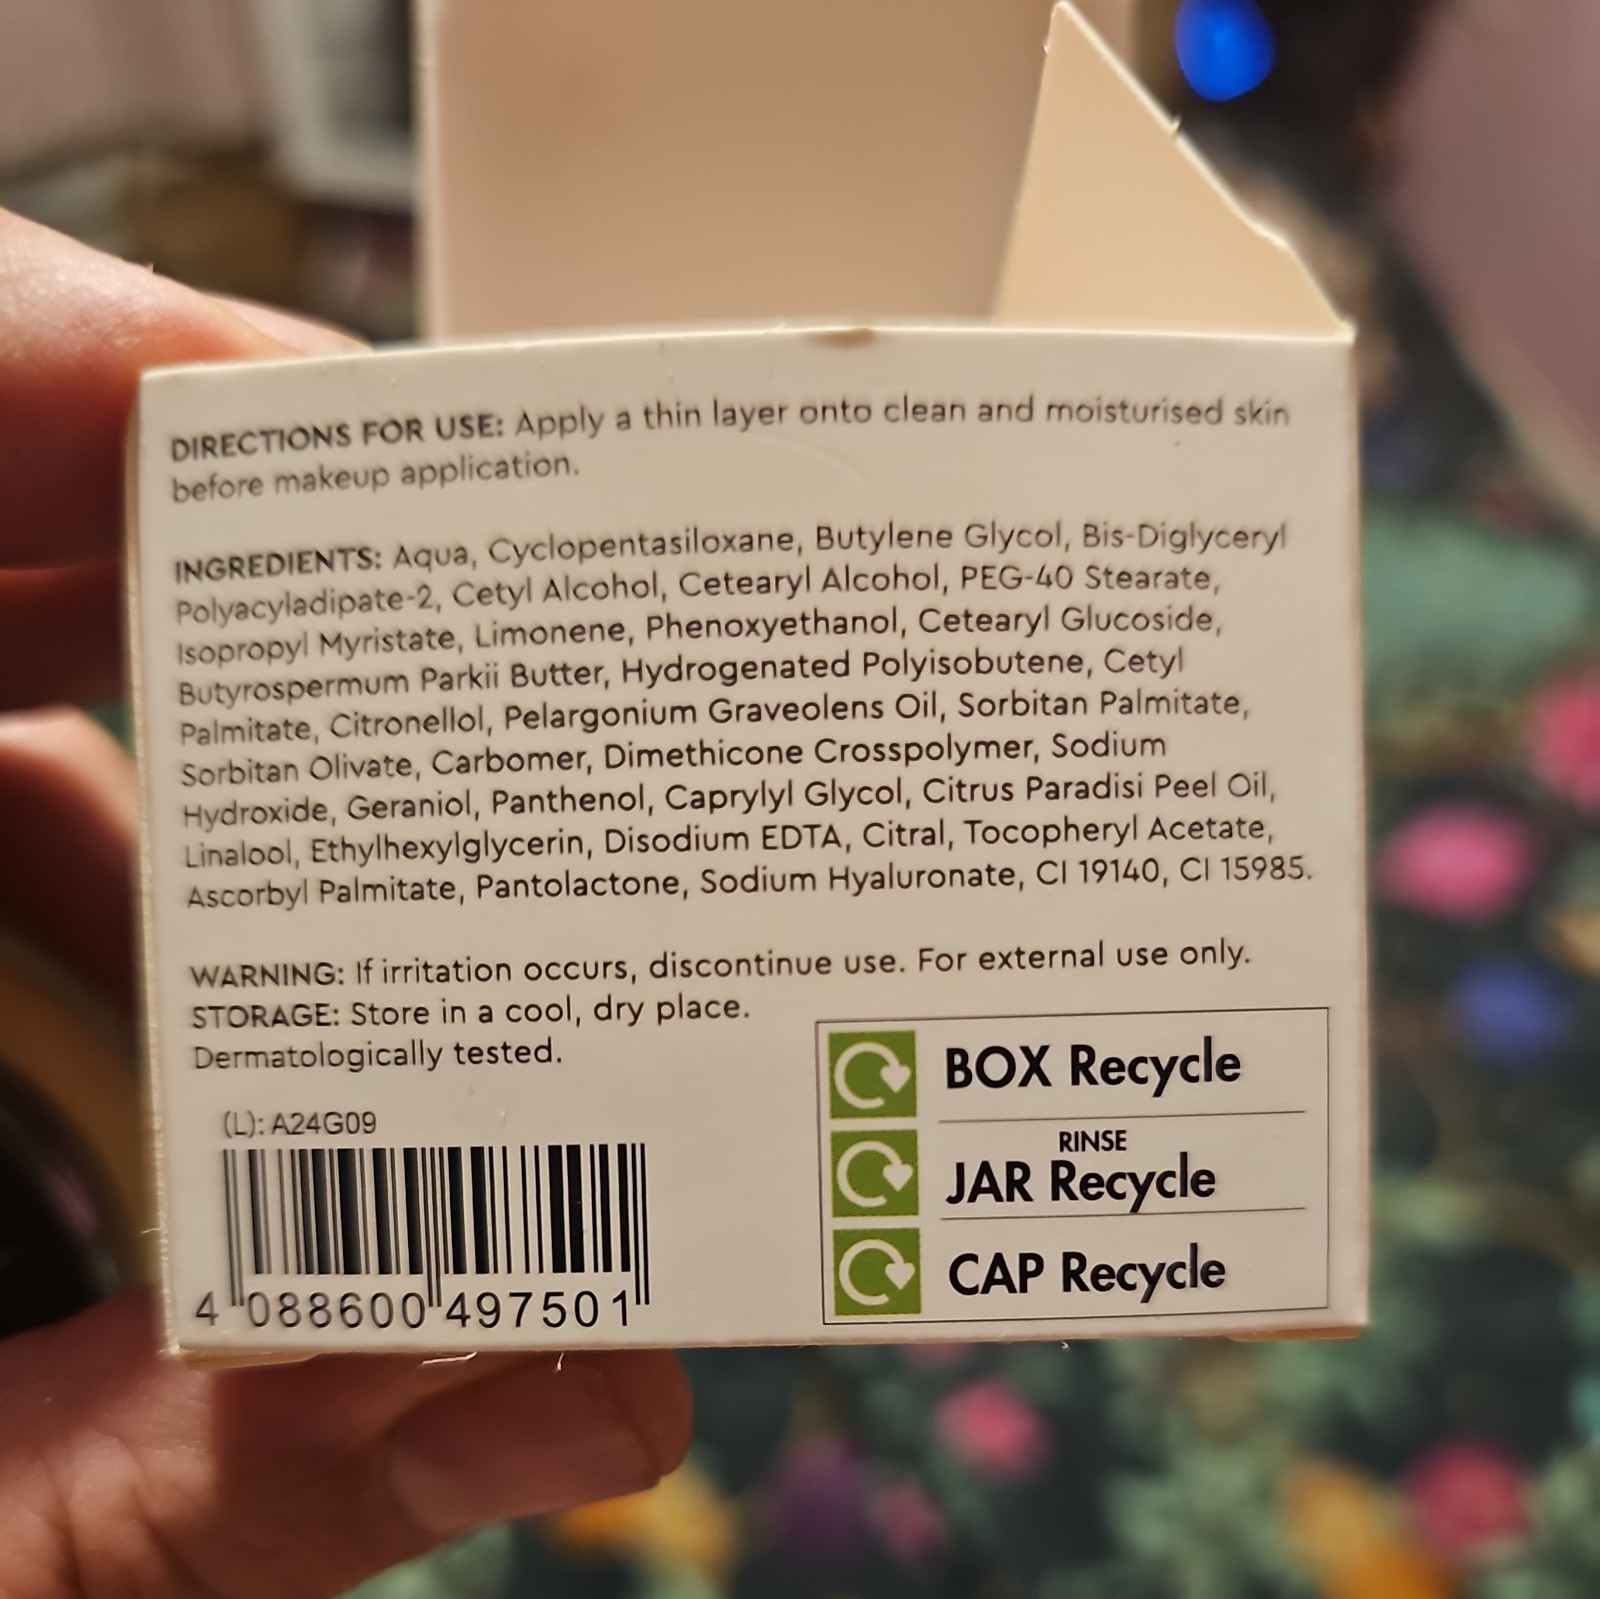 DIRECTIONS FOR USE: Apply a thin layer onto clean and moisturised skin
before makeup application.
INGREDIENTS: Aqua, Cyclopentasiloxane, Butylene Glycol, Bis-Diglyceryl
Polyacyladipate-2, Cetyl Alcohol, Cetearyl Alcohol, PEG-40 Stearate,
Isopropyl Myristate, Limonene, Phenoxyethanol, Cetearyl Glucoside,
Butyrospermum Parkii Butter, Hydrogenated Polyisobutene, Cetyl
Palmitate, Citronellol, Pelargonium Graveolens Oil, Sorbitan Palmitate,
Sorbitan Olivate, Carbomer, Dimethicone Crosspolymer, Sodium
Hydroxide, Geraniol, Panthenol, Caprylyl Glycol, Citrus Paradisi Peel Oil,
Linalool, Ethylhexylglycerin, Disodium EDTA, Citral, Tocopheryl Acetate,
Ascorbyl Palmitate, Pantolactone, Sodium Hyaluronate, CI 19140, CI 15985.
WARNING: If irritation occurs, discontinue use. For external use only.
STORAGE: Store in a cool, dry place.
Dermatologically tested.
(L): A24G09
4 088600 497501
BOX Recycle
RINSE
JAR Recycle
CAP Recycle